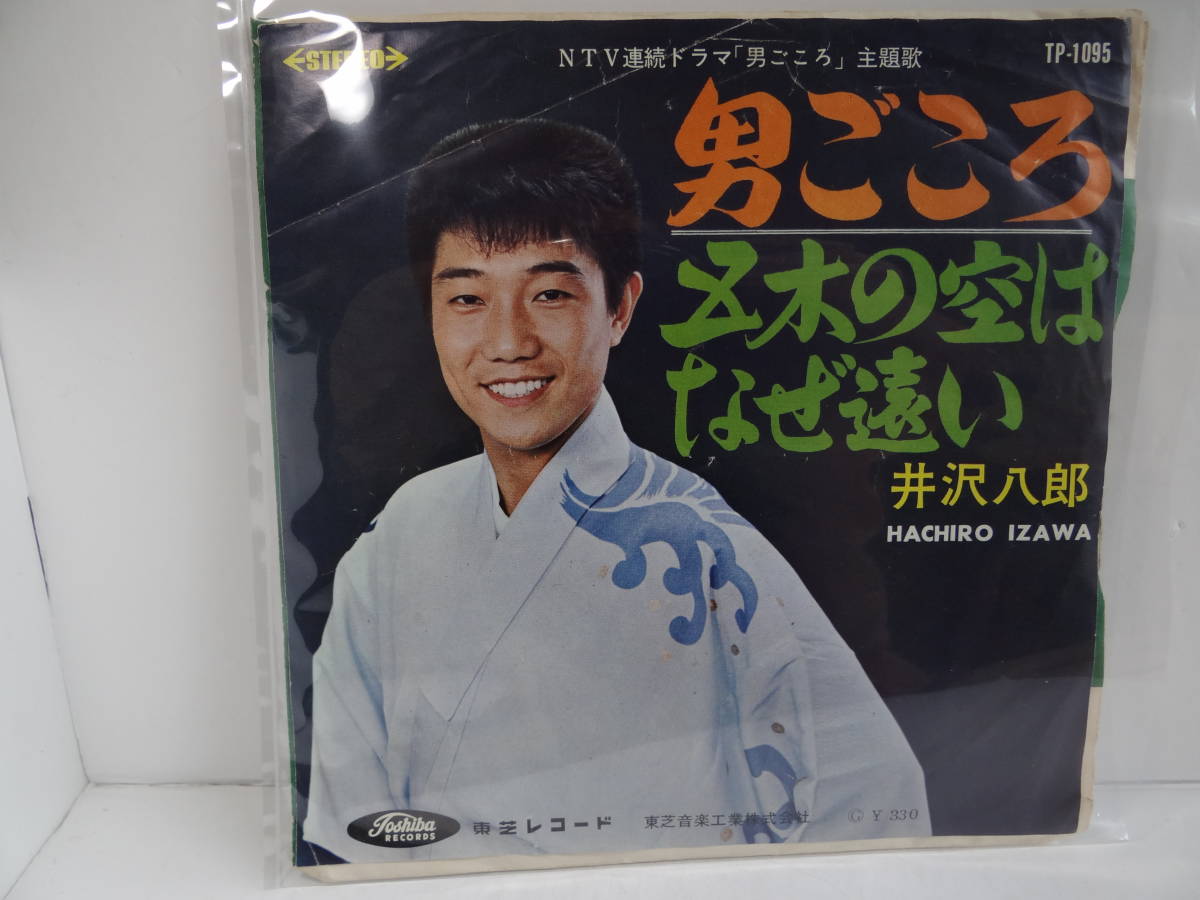 STEREO
NTV連続ドラマ「男ごころ」主題歌
TP-1095
男ごころ
五木の空は
なぜ遠い
井沢八郎
HACHIRO IZAWA
Toshiba
RECORDS
東芝レコード
東芝音楽工業株式会社
Ⓖ ¥330